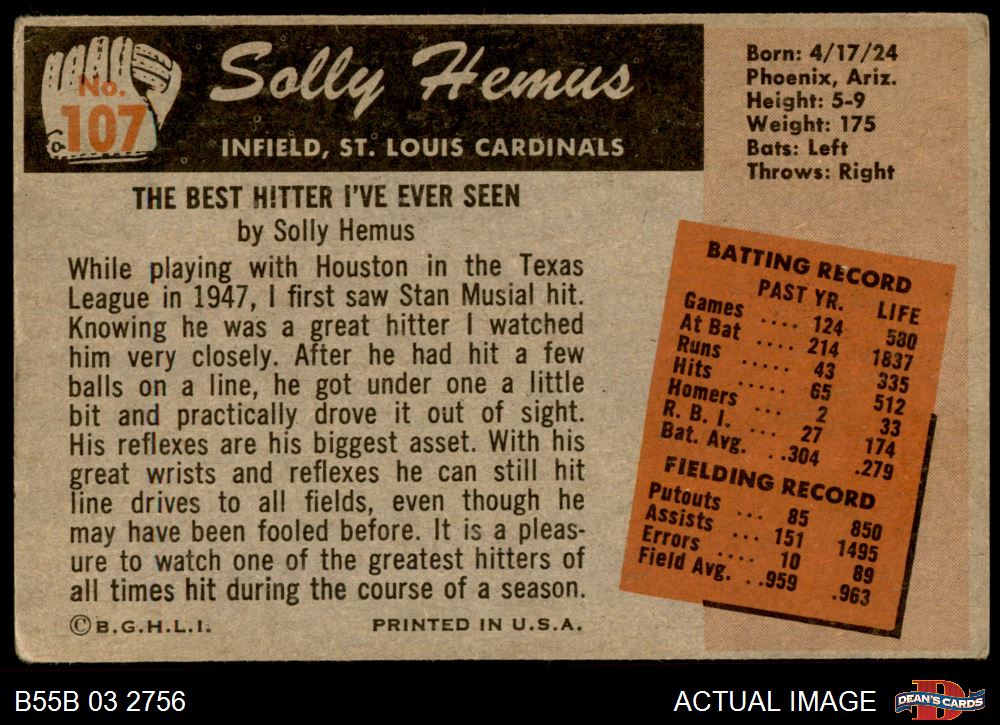 No.
107
Solly Hemus
INFIELD, ST. LOUIS CARDINALS
Born: 4/17/24
Phoenix, Ariz.
Height: 5-9
Weight: 175
Bats: Left
Throws: Right
THE BEST HITTER I'VE EVER SEEN
by Solly Hemus
While playing with Houston in the Texas
League in 1947, I first saw Stan Musial hit.
Knowing he was a great hitter I watched
him very closely. After he had hit a few
balls on a line, he got under one a little
bit and practically drove it out of sight.
His reflexes are his biggest asset. With his
great wrists and reflexes he can still hit
line drives to all fields, even though he
may have been fooled before. It is a pleas-
ure to watch one of the greatest hitters of
all times hit during the course of a season.
©B.G.H.L.I. PRINTED IN U.S.A.
BATTING RECORD
PAST YR. LIFE
Games .... 124 580
At Bat .... 214 1837
Runs ..... 43 335
Hits ..... 65 512
Homers ... 2 33
R. B. I. ... 27 174
Bat. Avg. ..304 .279
FIELDING RECORD
Putouts ... 85 850
Assists ... 151 1495
Errors .... 10 89
Field Avg. ..959 .963
B55B 03 2756
ACTUAL IMAGE
D
DEAN'S CARDS